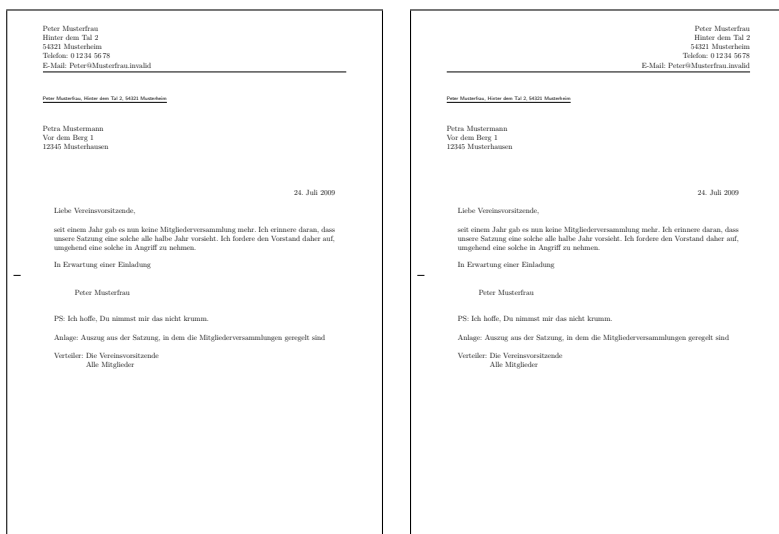 Peter Musterfrau
Hinter dem Tal 2
54321 Musterheim
Telefon: 0 12 34 56 78
E-Mail: Peter@Musterfrau.invalid
Peter Musterfrau, Hinter dem Tal 2, 54321 Musterheim
Petra Mustermann
Vor dem Berg 1
12345 Musterhausen
24. Juli 2009
Liebe Vereinsvorsitzende,
seit einem Jahr gab es nun keine Mitgliederversammlung mehr. Ich erinnere daran, dass
unsere Satzung eine solche alle halbe Jahr vorsieht. Ich fordere den Vorstand daher auf,
umgehend eine solche in Angriff zu nehmen.
In Erwartung einer Einladung
Peter Musterfrau
PS: Ich hoffe, Du nimmst mir das nicht krumm.
Anlage: Auszug aus der Satzung, in dem die Mitgliederversammlungen geregelt sind
Verteiler: Die Vereinsvorsitzende
Alle Mitglieder
Peter Musterfrau
Hinter dem Tal 2
54321 Musterheim
Telefon: 0 12 34 56 78
E-Mail: Peter@Musterfrau.invalid
Peter Musterfrau, Hinter dem Tal 2, 54321 Musterheim
Petra Mustermann
Vor dem Berg 1
12345 Musterhausen
24. Juli 2009
Liebe Vereinsvorsitzende,
seit einem Jahr gab es nun keine Mitgliederversammlung mehr. Ich erinnere daran, dass
unsere Satzung eine solche alle halbe Jahr vorsieht. Ich fordere den Vorstand daher auf,
umgehend eine solche in Angriff zu nehmen.
In Erwartung einer Einladung
Peter Musterfrau
PS: Ich hoffe, Du nimmst mir das nicht krumm.
Anlage: Auszug aus der Satzung, in dem die Mitgliederversammlungen geregelt sind
Verteiler: Die Vereinsvorsitzende
Alle Mitglieder